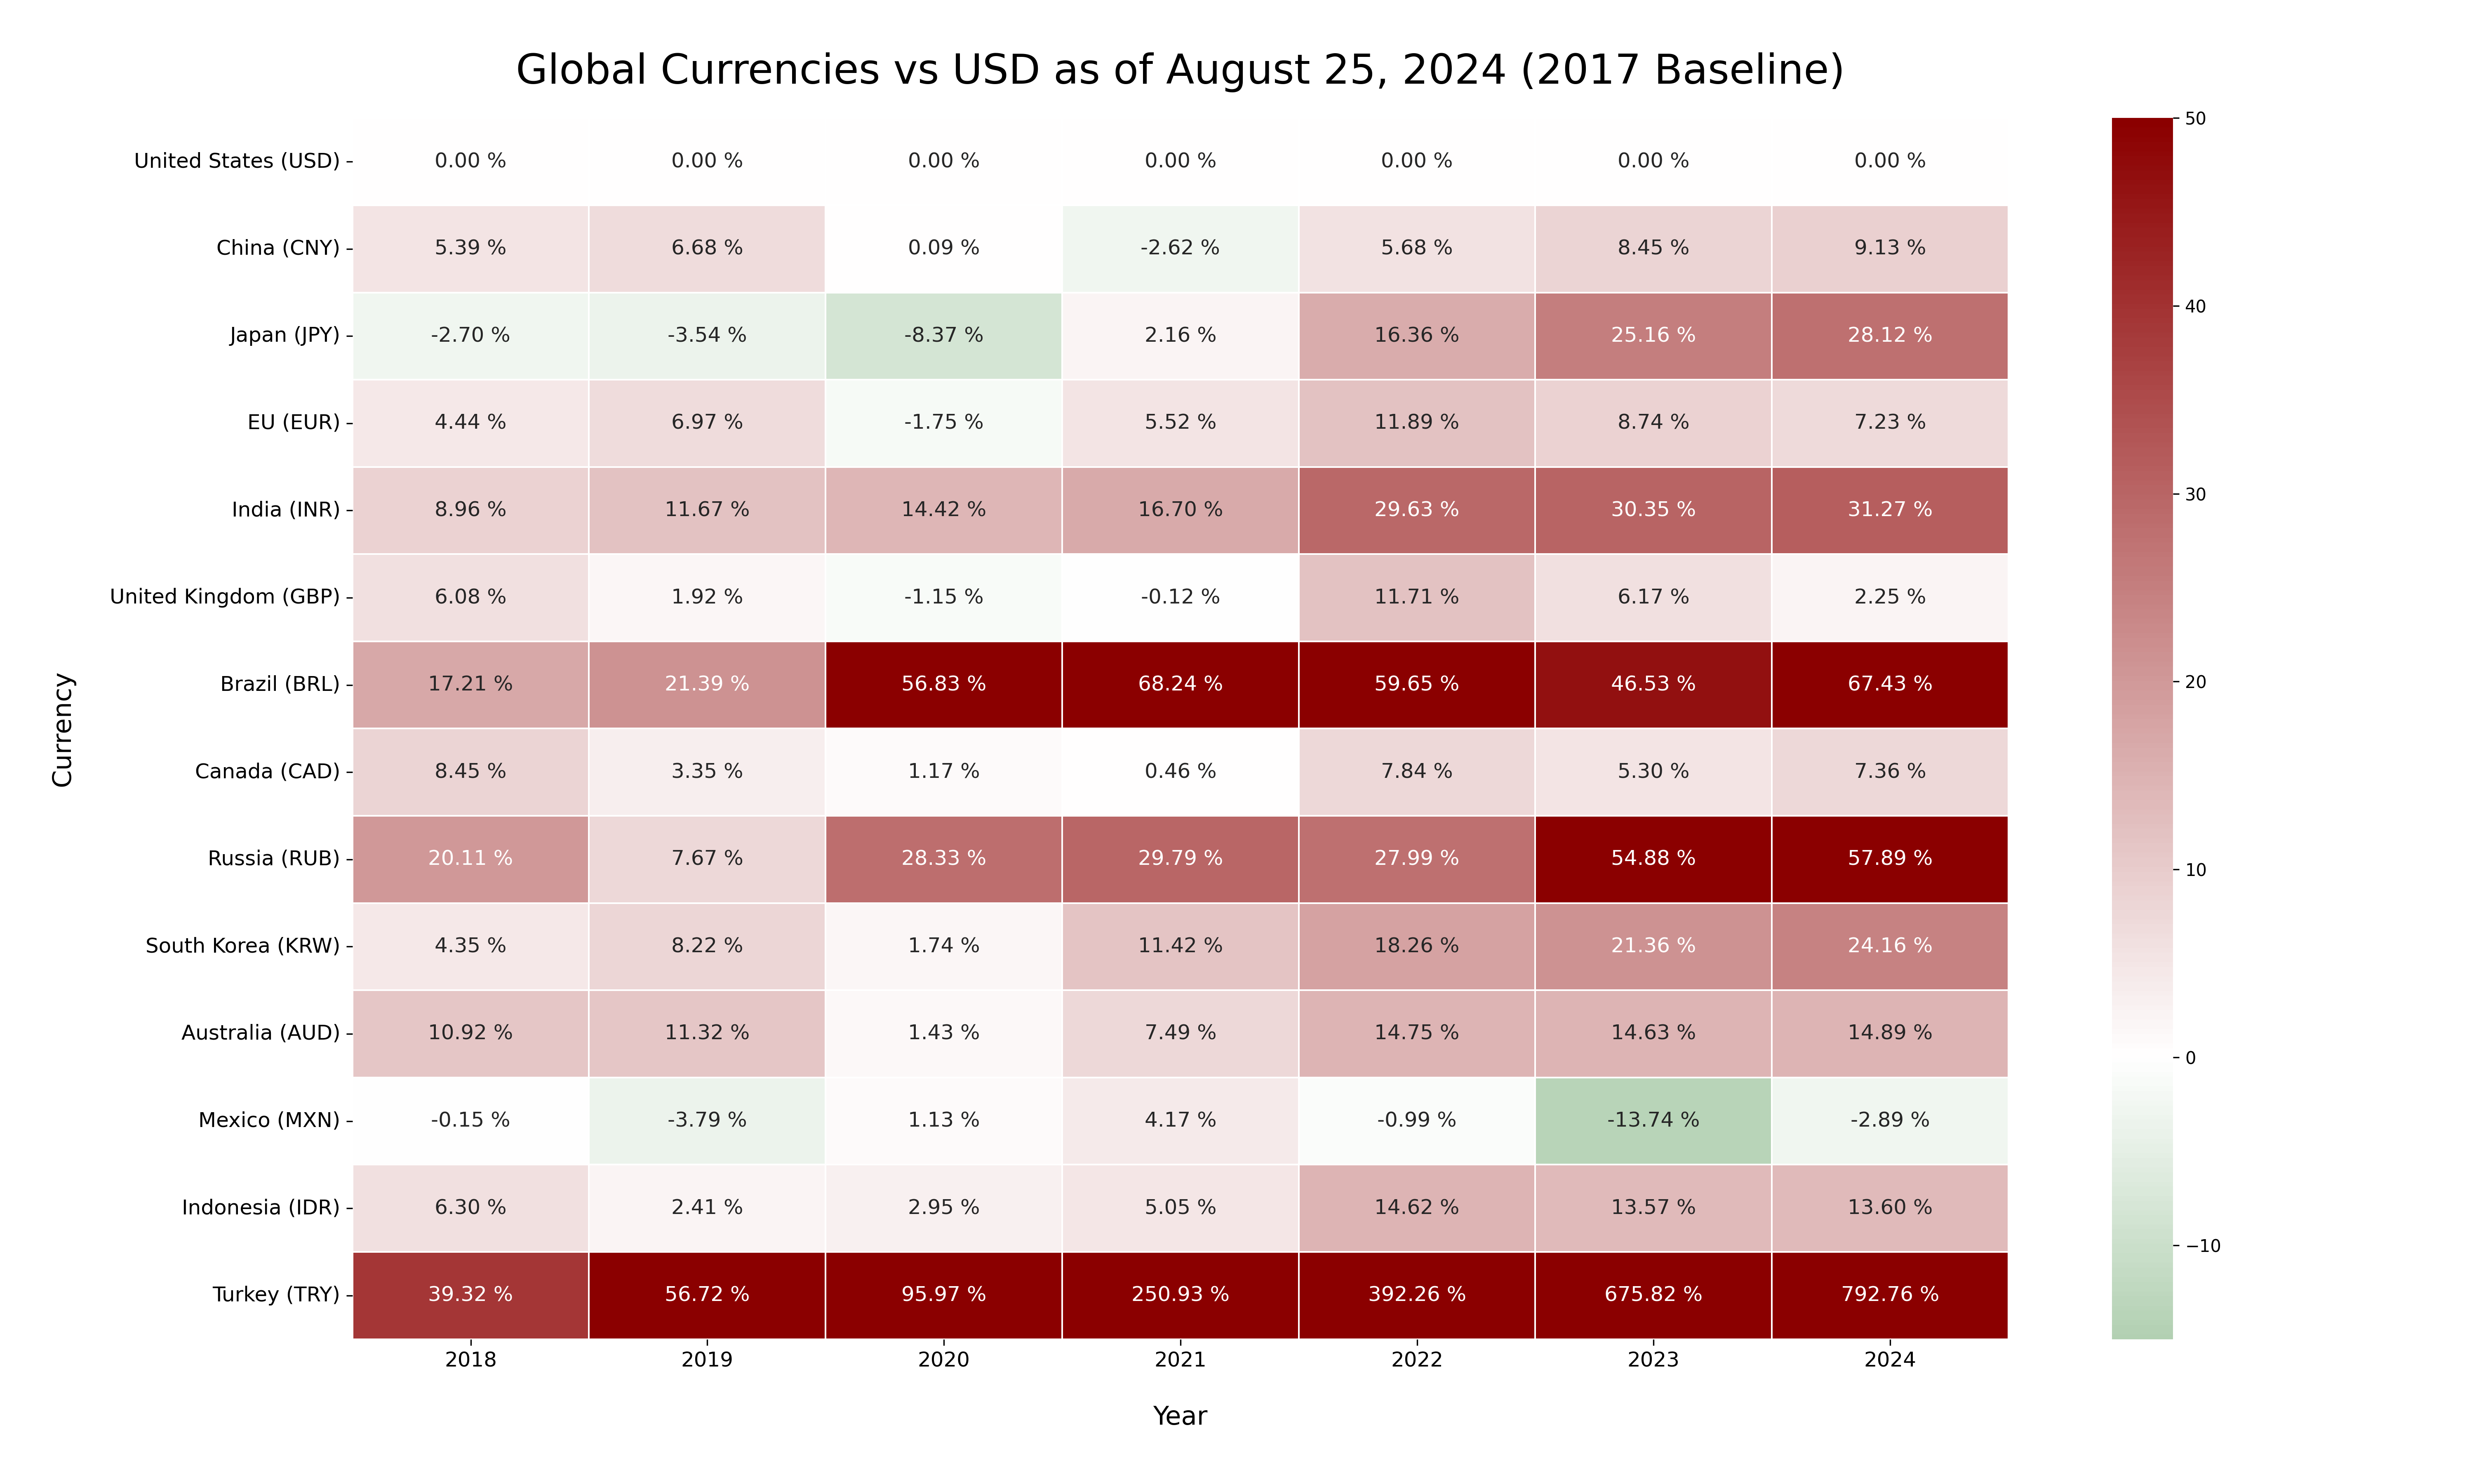 Global Currencies vs USD as of August 25, 2024 (2017 Baseline)
United States (USD) 0.00 % 0.00 % 0.00 % 0.00 % 0.00 % 0.00 % 0.00 %
China (CNY) 5.39 % 6.68 % 0.09 % -2.62 % 5.68 % 8.45 % 9.13 %
Japan (JPY) -2.70 % -3.54 % -8.37 % 2.16 % 16.36 % 25.16 % 28.12 %
EU (EUR) 4.44 % 6.97 % -1.75 % 5.52 % 11.89 % 8.74 % 7.23 %
India (INR) 8.96 % 11.67 % 14.42 % 16.70 % 29.63 % 30.35 % 31.27 %
United Kingdom (GBP) 6.08 % 1.92 % -1.15 % -0.12 % 11.71 % 6.17 % 2.25 %
Brazil (BRL) 17.21 % 21.39 % 56.83 % 68.24 % 59.65 % 46.53 % 67.43 %
Canada (CAD) 8.45 % 3.35 % 1.17 % 0.46 % 7.84 % 5.30 % 7.36 %
Russia (RUB) 20.11 % 7.67 % 28.33 % 29.79 % 27.99 % 54.88 % 57.89 %
South Korea (KRW) 4.35 % 8.22 % 1.74 % 11.42 % 18.26 % 21.36 % 24.16 %
Australia (AUD) 10.92 % 11.32 % 1.43 % 7.49 % 14.75 % 14.63 % 14.89 %
Mexico (MXN) -0.15 % -3.79 % 1.13 % 4.17 % -0.99 % -13.74 % -2.89 %
Indonesia (IDR) 6.30 % 2.41 % 2.95 % 5.05 % 14.62 % 13.57 % 13.60 %
Turkey (TRY) 39.32 % 56.72 % 95.97 % 250.93 % 392.26 % 675.82 % 792.76 %
2018 2019 2020 2021 2022 2023 2024
Year
Currency
50
40
30
20
10
0
−10